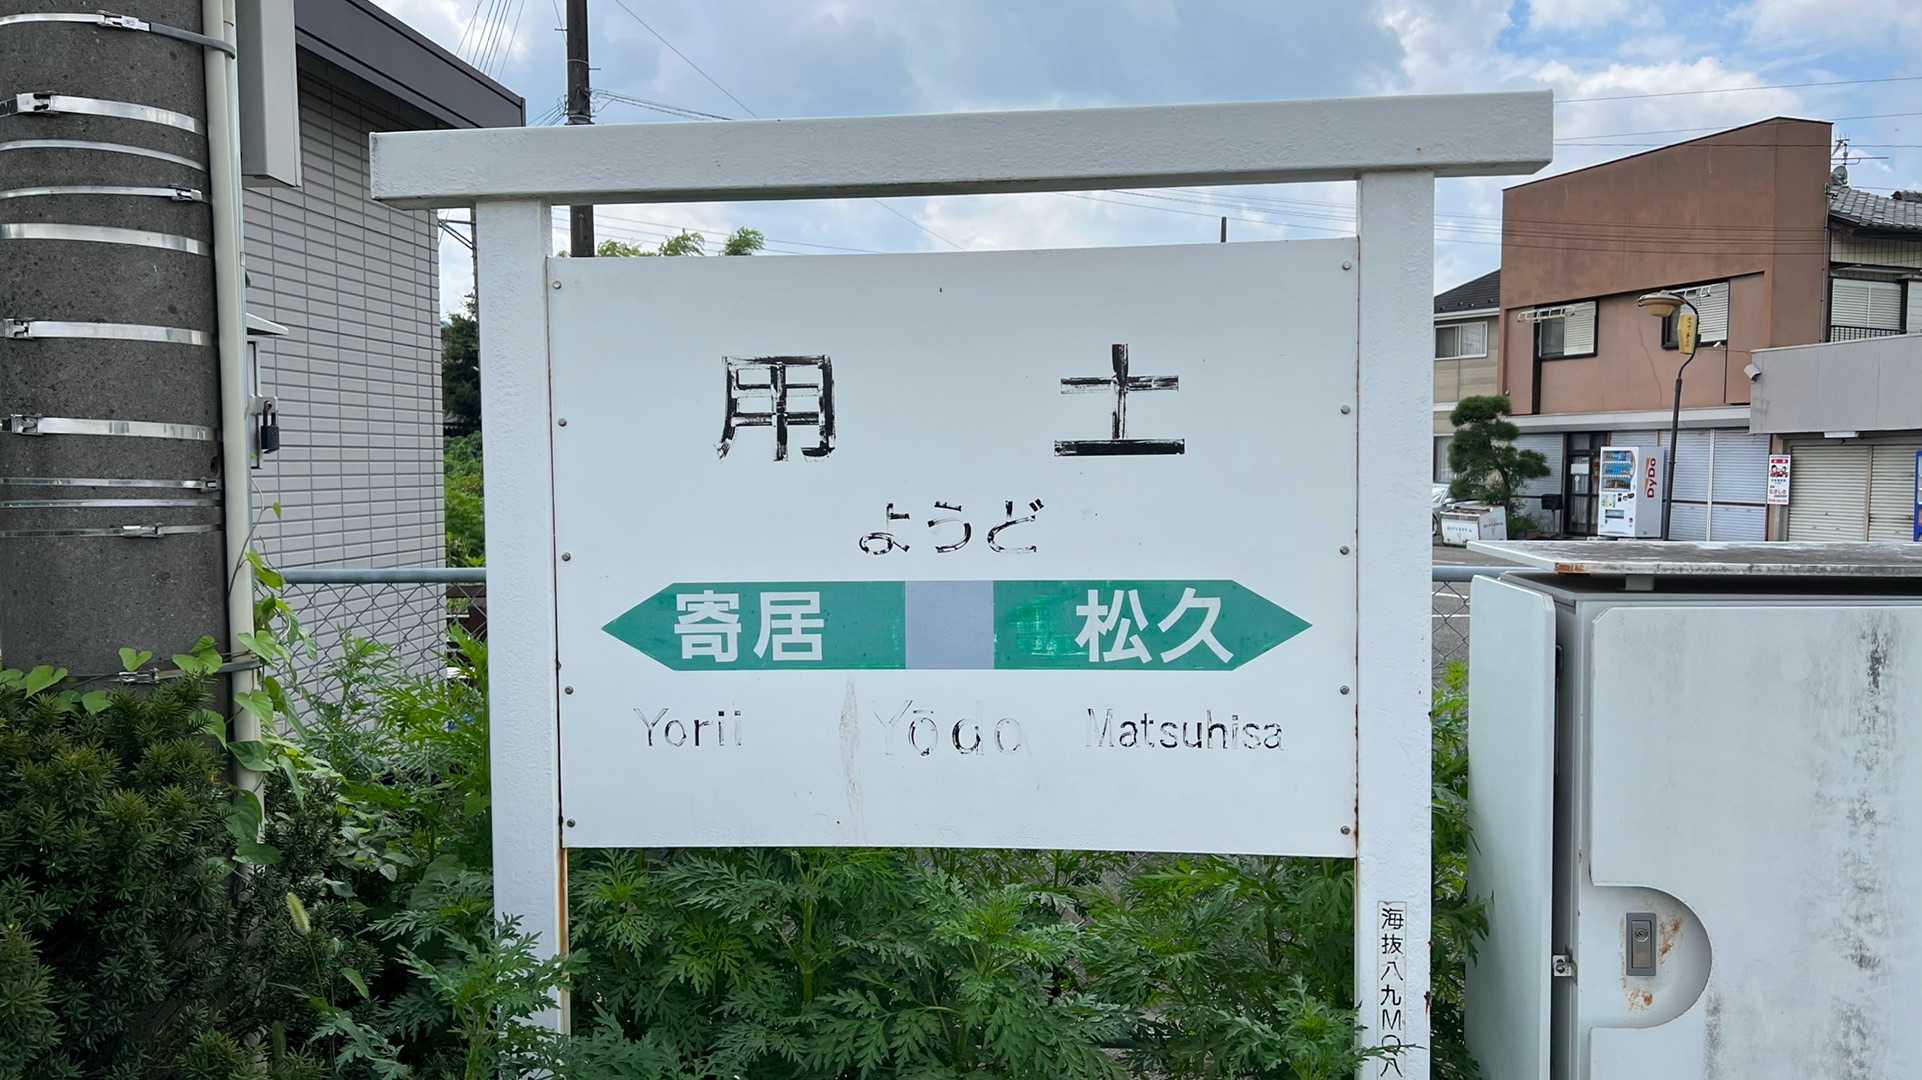 用土
ようど
寄居 松久
Yorii Yōdo Matsuhisa
海抜八九M〇八
DyDo